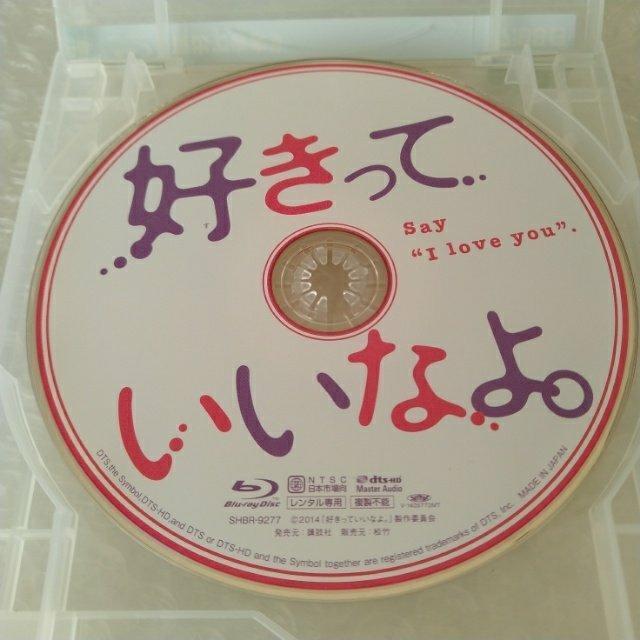 好きって
す
Say
"I love you".
いいなよ。
Blu-ray Disc
NTSC
日本市場向
dts-HD
Master Audio
レンタル専用
複製不能
SHBR-9277 ©2014「好きっていいなよ。」製作委員会
発売元：講談社 販売元：松竹
DTS, the Symbol, DTS-HD, and DTS or DTS-HD and the Symbol together are registered trademarks of DTS, Inc.
MADE IN JAPAN